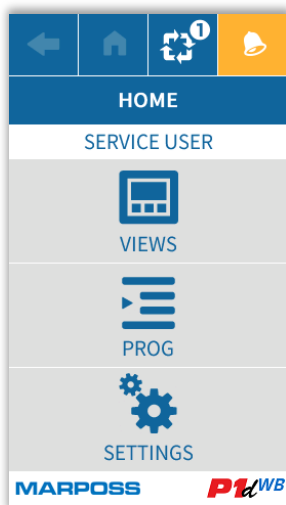 1
HOME
SERVICE USER
VIEWS
PROG
SETTINGS
MARPOSS P1dWB